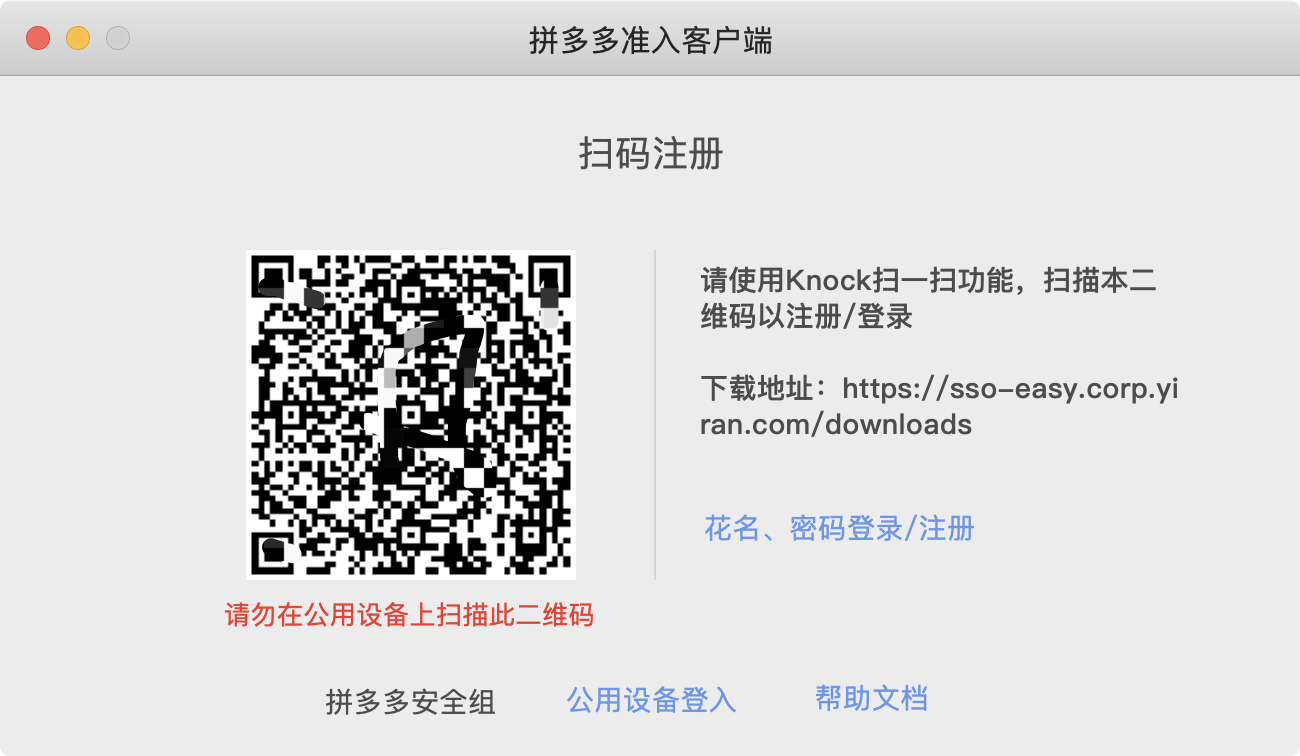 拼多多准入客户端
扫码注册
请使用Knock扫一扫功能，扫描本二
维码以注册/登录
下载地址：https://sso-easy.corp.yi
ran.com/downloads
花名、密码登录/注册
请勿在公用设备上扫描此二维码
拼多多安全组
公用设备登入
帮助文档